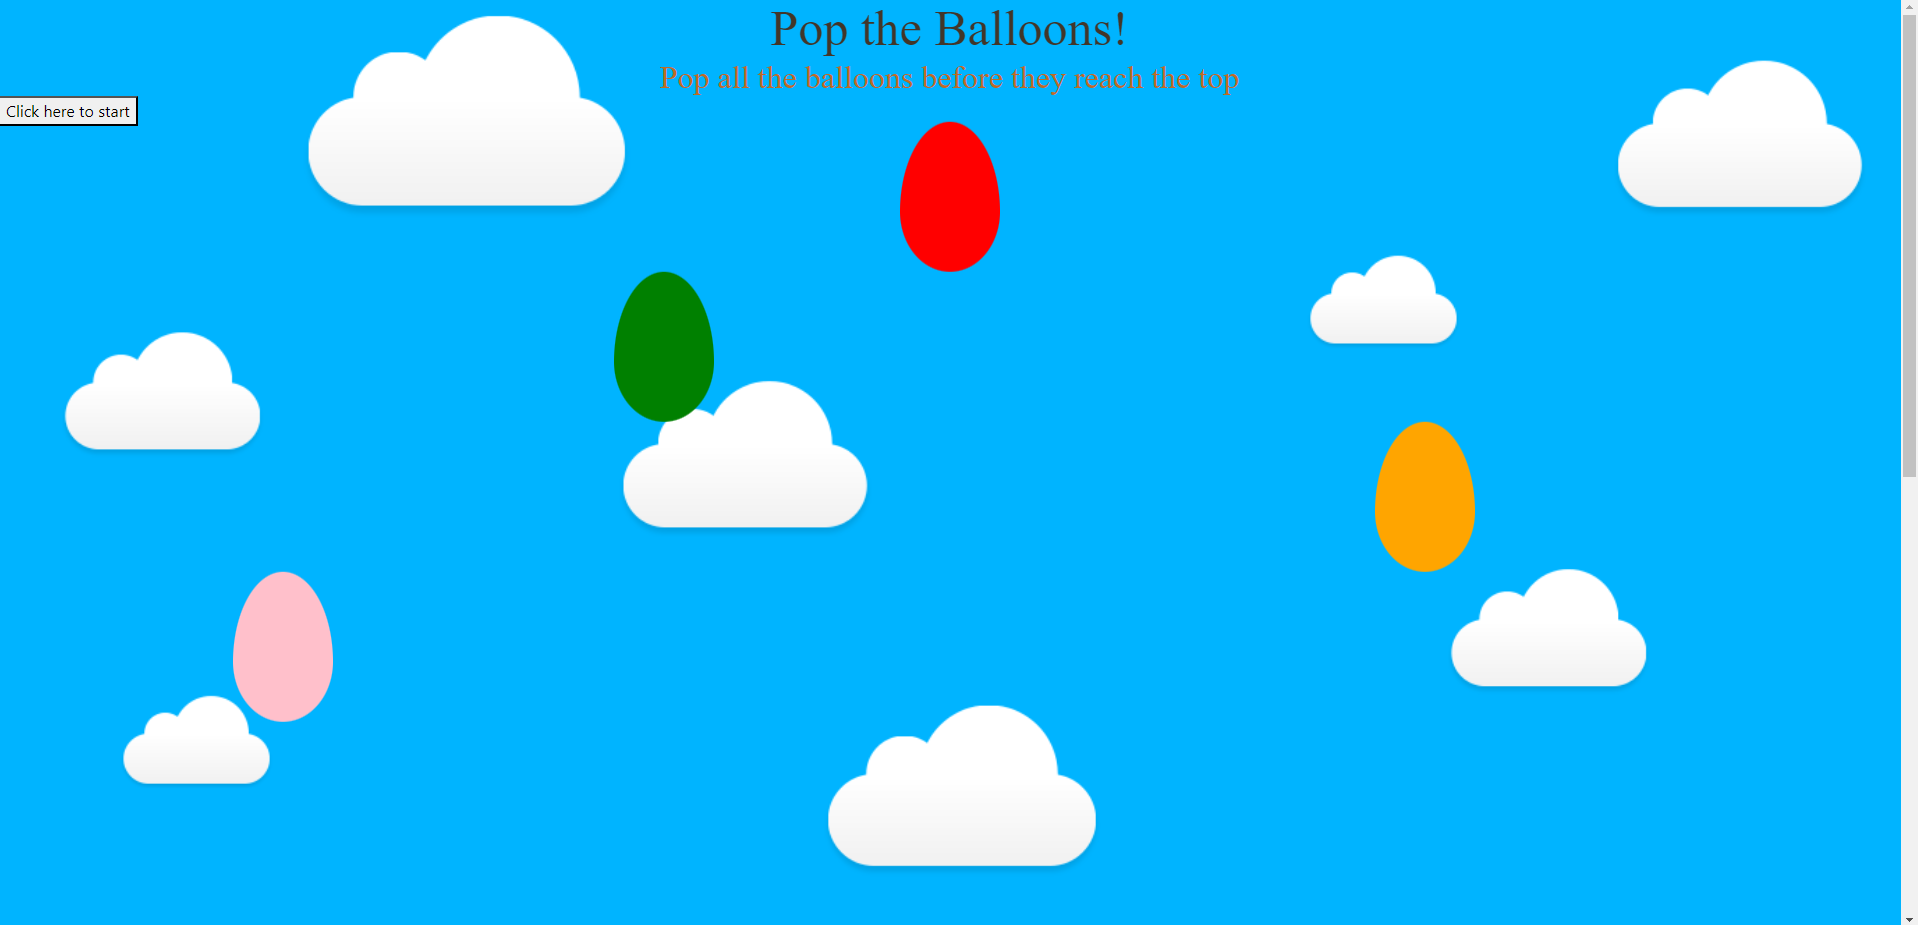 Pop the Balloons!
Pop all the balloons before they reach the top
Click here to start